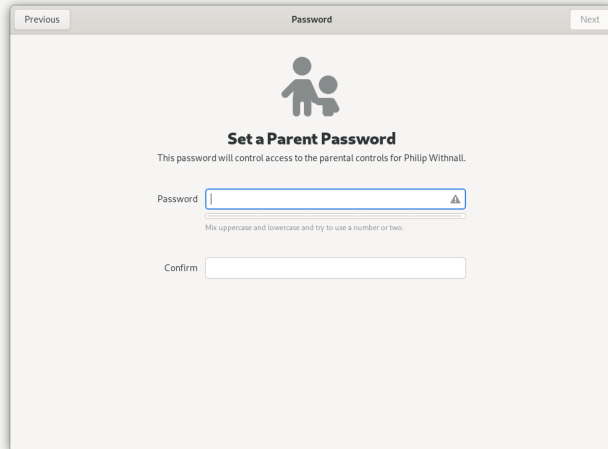 Previous
Password
Next
Set a Parent Password
This password will control access to the parental controls for Philip Withnall.
Password
Mix uppercase and lowercase and try to use a number or two.
Confirm